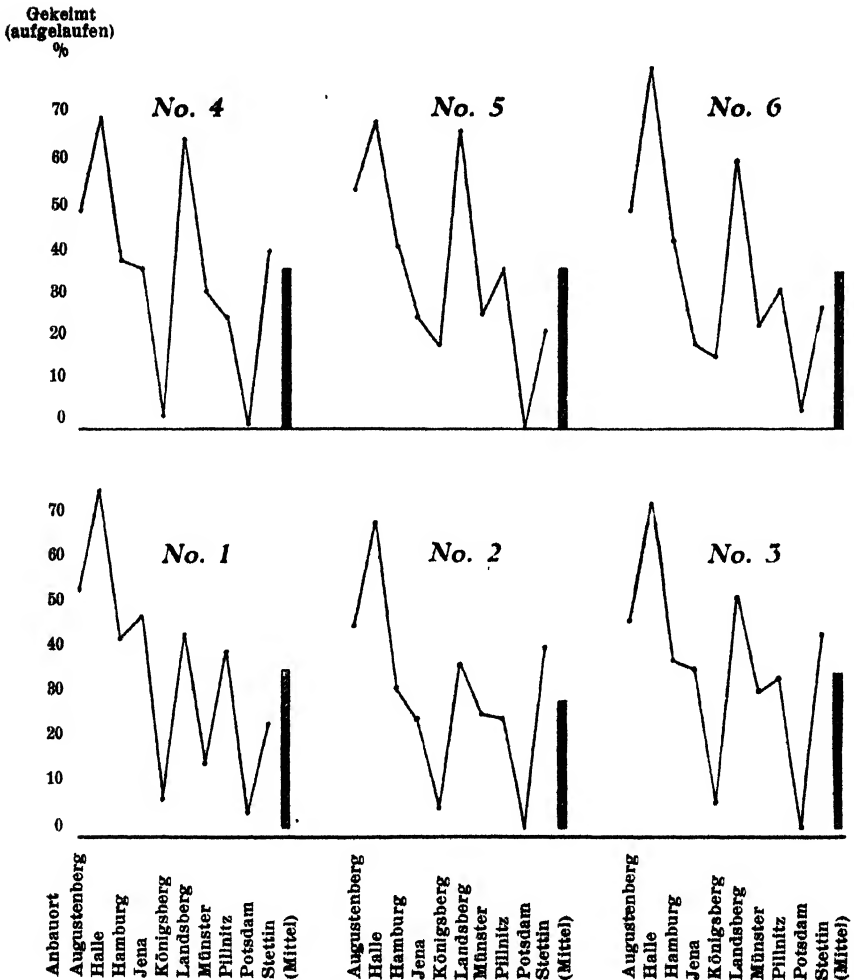 Gekeimt
(aufgelaufen)
%
70
60
50
40
30
20
10
0
No. 4
No. 5
No. 6
70
60
50
40
30
20
10
0
No. 1
No. 2
No. 3
Anbauort
Augustenberg
Halle
Hamburg
Jena
Königsberg
Landsberg
Münster
Pillnitz
Potsdam
Stettin
(Mittel)
Augustenberg
Halle
Hamburg
Jena
Königsberg
Landsberg
Münster
Pillnitz
Potsdam
Stettin
(Mittel)
Augustenberg
Halle
Hamburg
Jena
Königsberg
Landsberg
Münster
Pillnitz
Potsdam
Stettin
(Mittel)